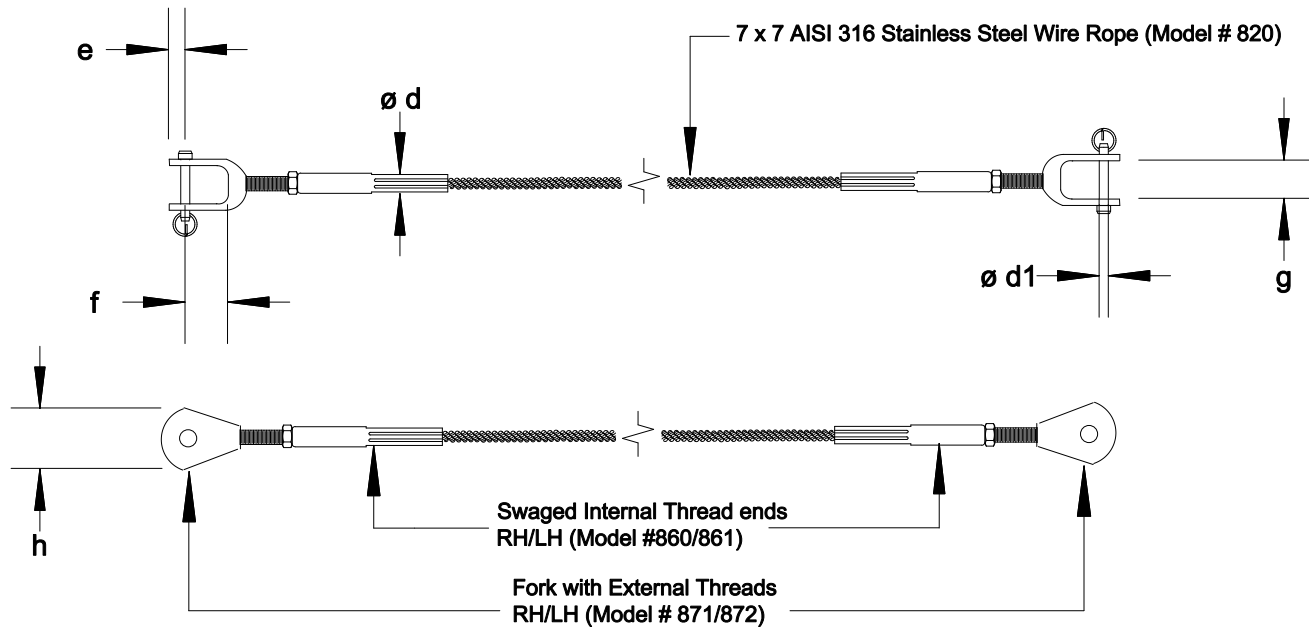 7 x 7 AISI 316 Stainless Steel Wire Rope (Model # 820)
e
ø d
f
ø d1
g
h
Swaged Internal Thread ends
RH/LH (Model #860/861)
Fork with External Threads
RH/LH (Model # 871/872)